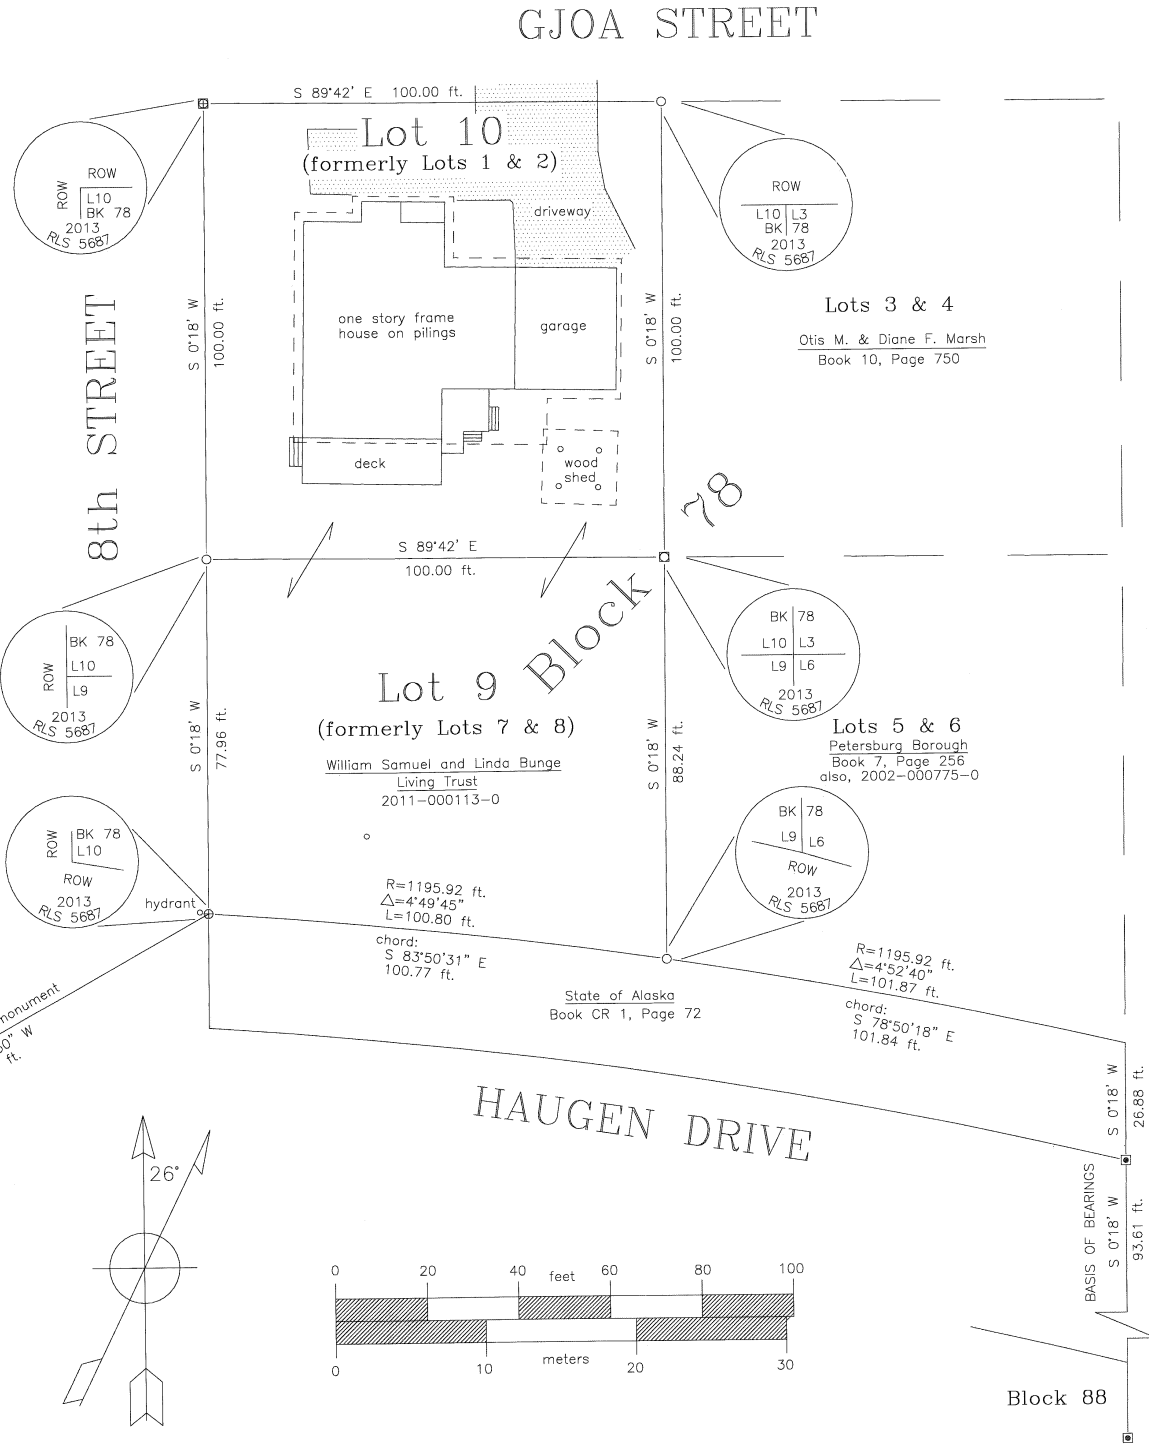 GJOA STREET
S 89°42' E 100.00 ft.
Lot 10
(formerly Lots 1 & 2)
driveway
ROW
ROW
L10
BK 78
2013
RLS 5687
ROW
L10 L3
BK 78
2013
RLS 5687
8th STREET
S 0°18' W
100.00 ft.
one story frame
house on pilings
garage
deck
wood
shed
S 0°18' W
100.00 ft.
Lots 3 & 4
Otis M. & Diane F. Marsh
Book 10, Page 750
Block 78
S 89°42' E
100.00 ft.
BK 78
ROW
L10
L9
2013
RLS 5687
BK 78
L10 L3
L9 L6
2013
RLS 5687
Lot 9
(formerly Lots 7 & 8)
William Samuel and Linda Bunge
Living Trust
2011-000113-0
S 0°18' W
77.96 ft.
S 0°18' W
88.24 ft.
Lots 5 & 6
Petersburg Borough
Book 7, Page 256
also, 2002-000775-0
ROW
BK 78
L10
ROW
2013
RLS 5687
hydrant
BK 78
L9 L6
ROW
2013
RLS 5687
R=1195.92 ft.
△=4°49'45"
L=100.80 ft.
chord:
S 83°50'31" E
100.77 ft.
State of Alaska
Book CR 1, Page 72
R=1195.92 ft.
△=4°52'40"
L=101.87 ft.
chord:
S 78°50'18" E
101.84 ft.
monument
0" W
ft.
HAUGEN DRIVE
S 0°18' W
26.88 ft.
BASIS OF BEARINGS
S 0°18' W
93.61 ft.
26°
0 20 40 feet 60 80 100
0 10 meters 20 30
Block 88